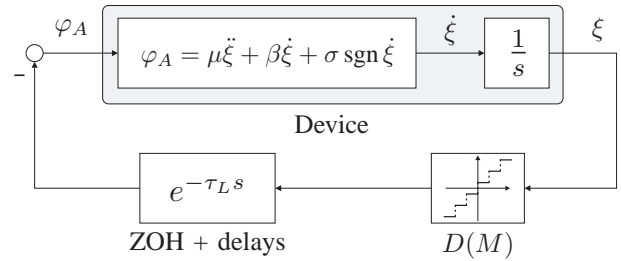 φ_A
φ_A = μξ̈ + βξ̇ + σ sgn ξ̇
ξ̇
1/s
ξ
-
Device
e^{-τ_L s}
ZOH + delays
D(M)